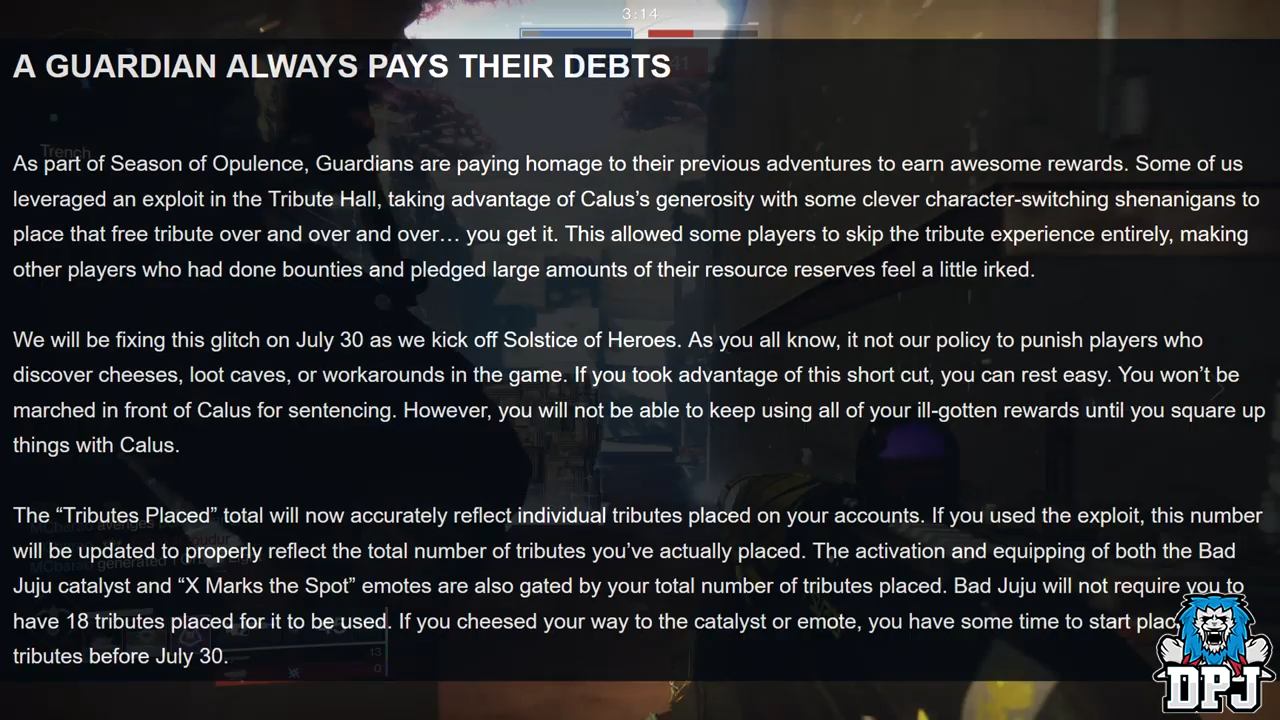 3:14
41
A GUARDIAN ALWAYS PAYS THEIR DEBTS
Trench
As part of Season of Opulence, Guardians are paying homage to their previous adventures to earn awesome rewards. Some of us
leveraged an exploit in the Tribute Hall, taking advantage of Calus's generosity with some clever character-switching shenanigans to
place that free tribute over and over and over… you get it. This allowed some players to skip the tribute experience entirely, making
other players who had done bounties and pledged large amounts of their resource reserves feel a little irked.
We will be fixing this glitch on July 30 as we kick off Solstice of Heroes. As you all know, it not our policy to punish players who
discover cheeses, loot caves, or workarounds in the game. If you took advantage of this short cut, you can rest easy. You won't be
marched in front of Calus for sentencing. However, you will not be able to keep using all of your ill-gotten rewards until you square up
things with Calus.
The “Tributes Placed” total will now accurately reflect individual tributes placed on your accounts. If you used the exploit, this number
will be updated to properly reflect the total number of tributes you've actually placed. The activation and equipping of both the Bad
Juju catalyst and “X Marks the Spot” emotes are also gated by your total number of tributes placed. Bad Juju will not require you to
have 18 tributes placed for it to be used. If you cheesed your way to the catalyst or emote, you have some time to start plac
tributes before July 30.
13
0
DPJ